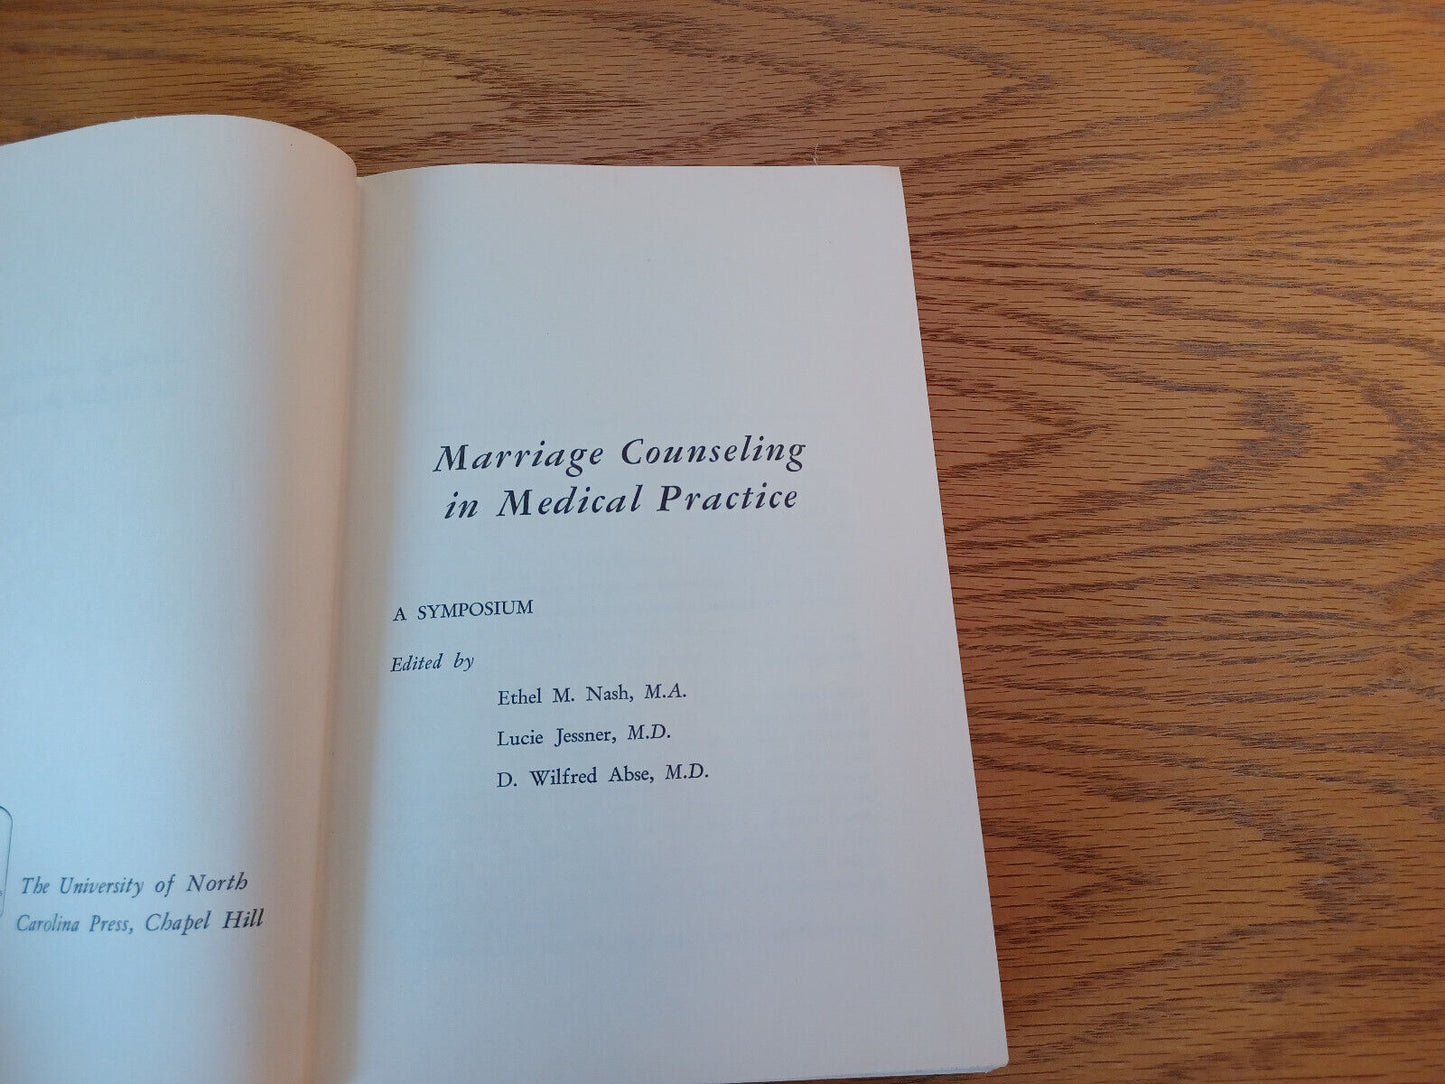 The University of North
Carolina Press, Chapel Hill
Marriage Counseling
in Medical Practice
A SYMPOSIUM
Edited by
Ethel M. Nash, M.A.
Lucie Jessner, M.D.
D. Wilfred Abse, M.D.